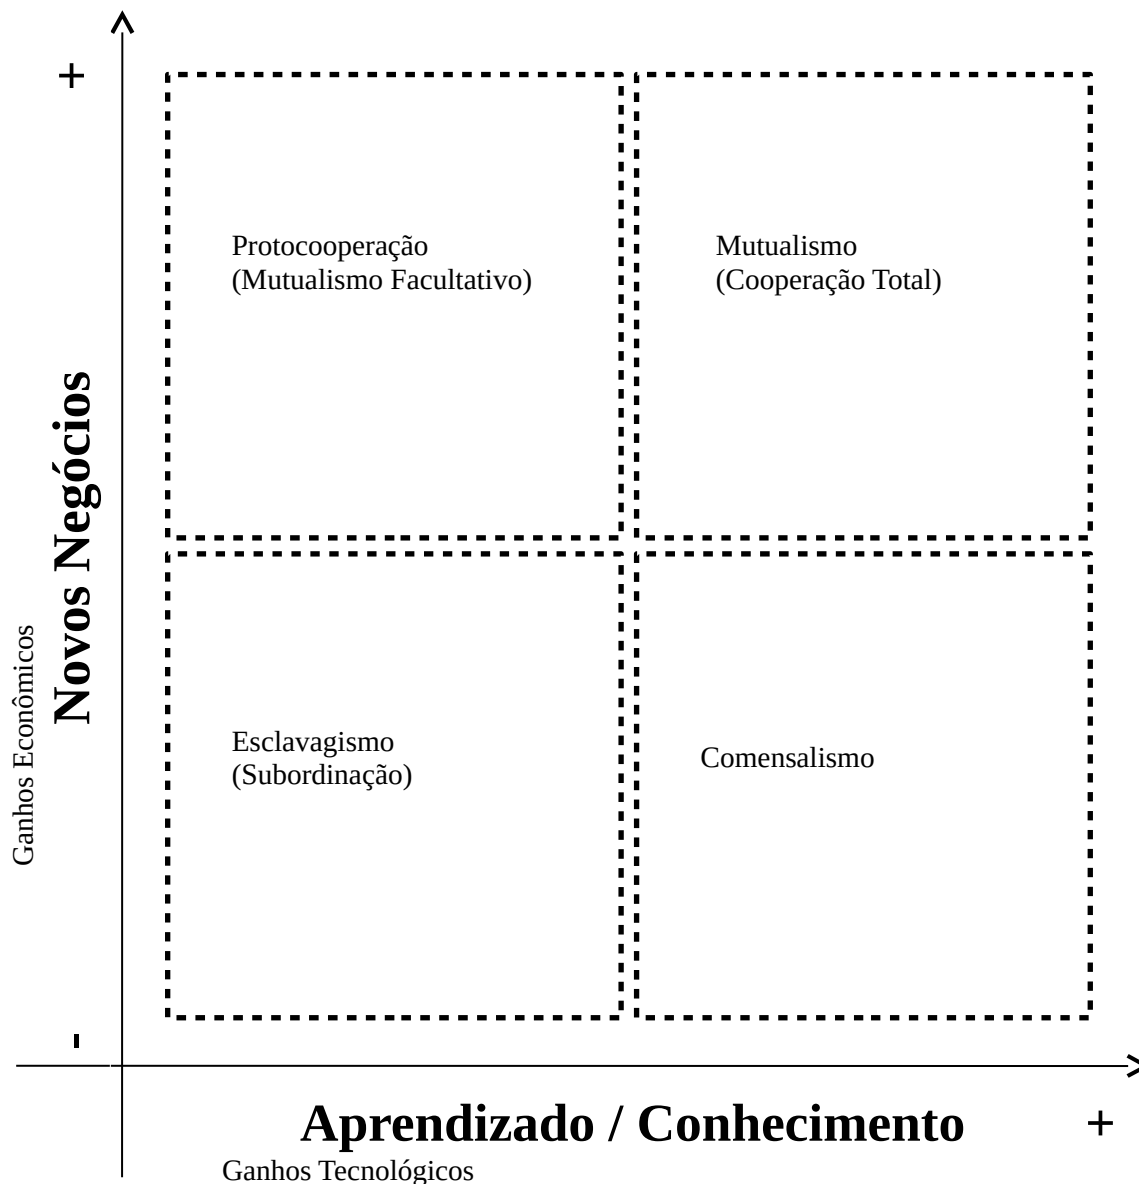 +
Protocooperação
(Mutualismo Facultativo)
Mutualismo
(Cooperação Total)
Novos Negócios
Ganhos Econômicos
Esclavagismo
(Subordinação)
Comensalismo
-
Aprendizado / Conhecimento
+
Ganhos Tecnológicos